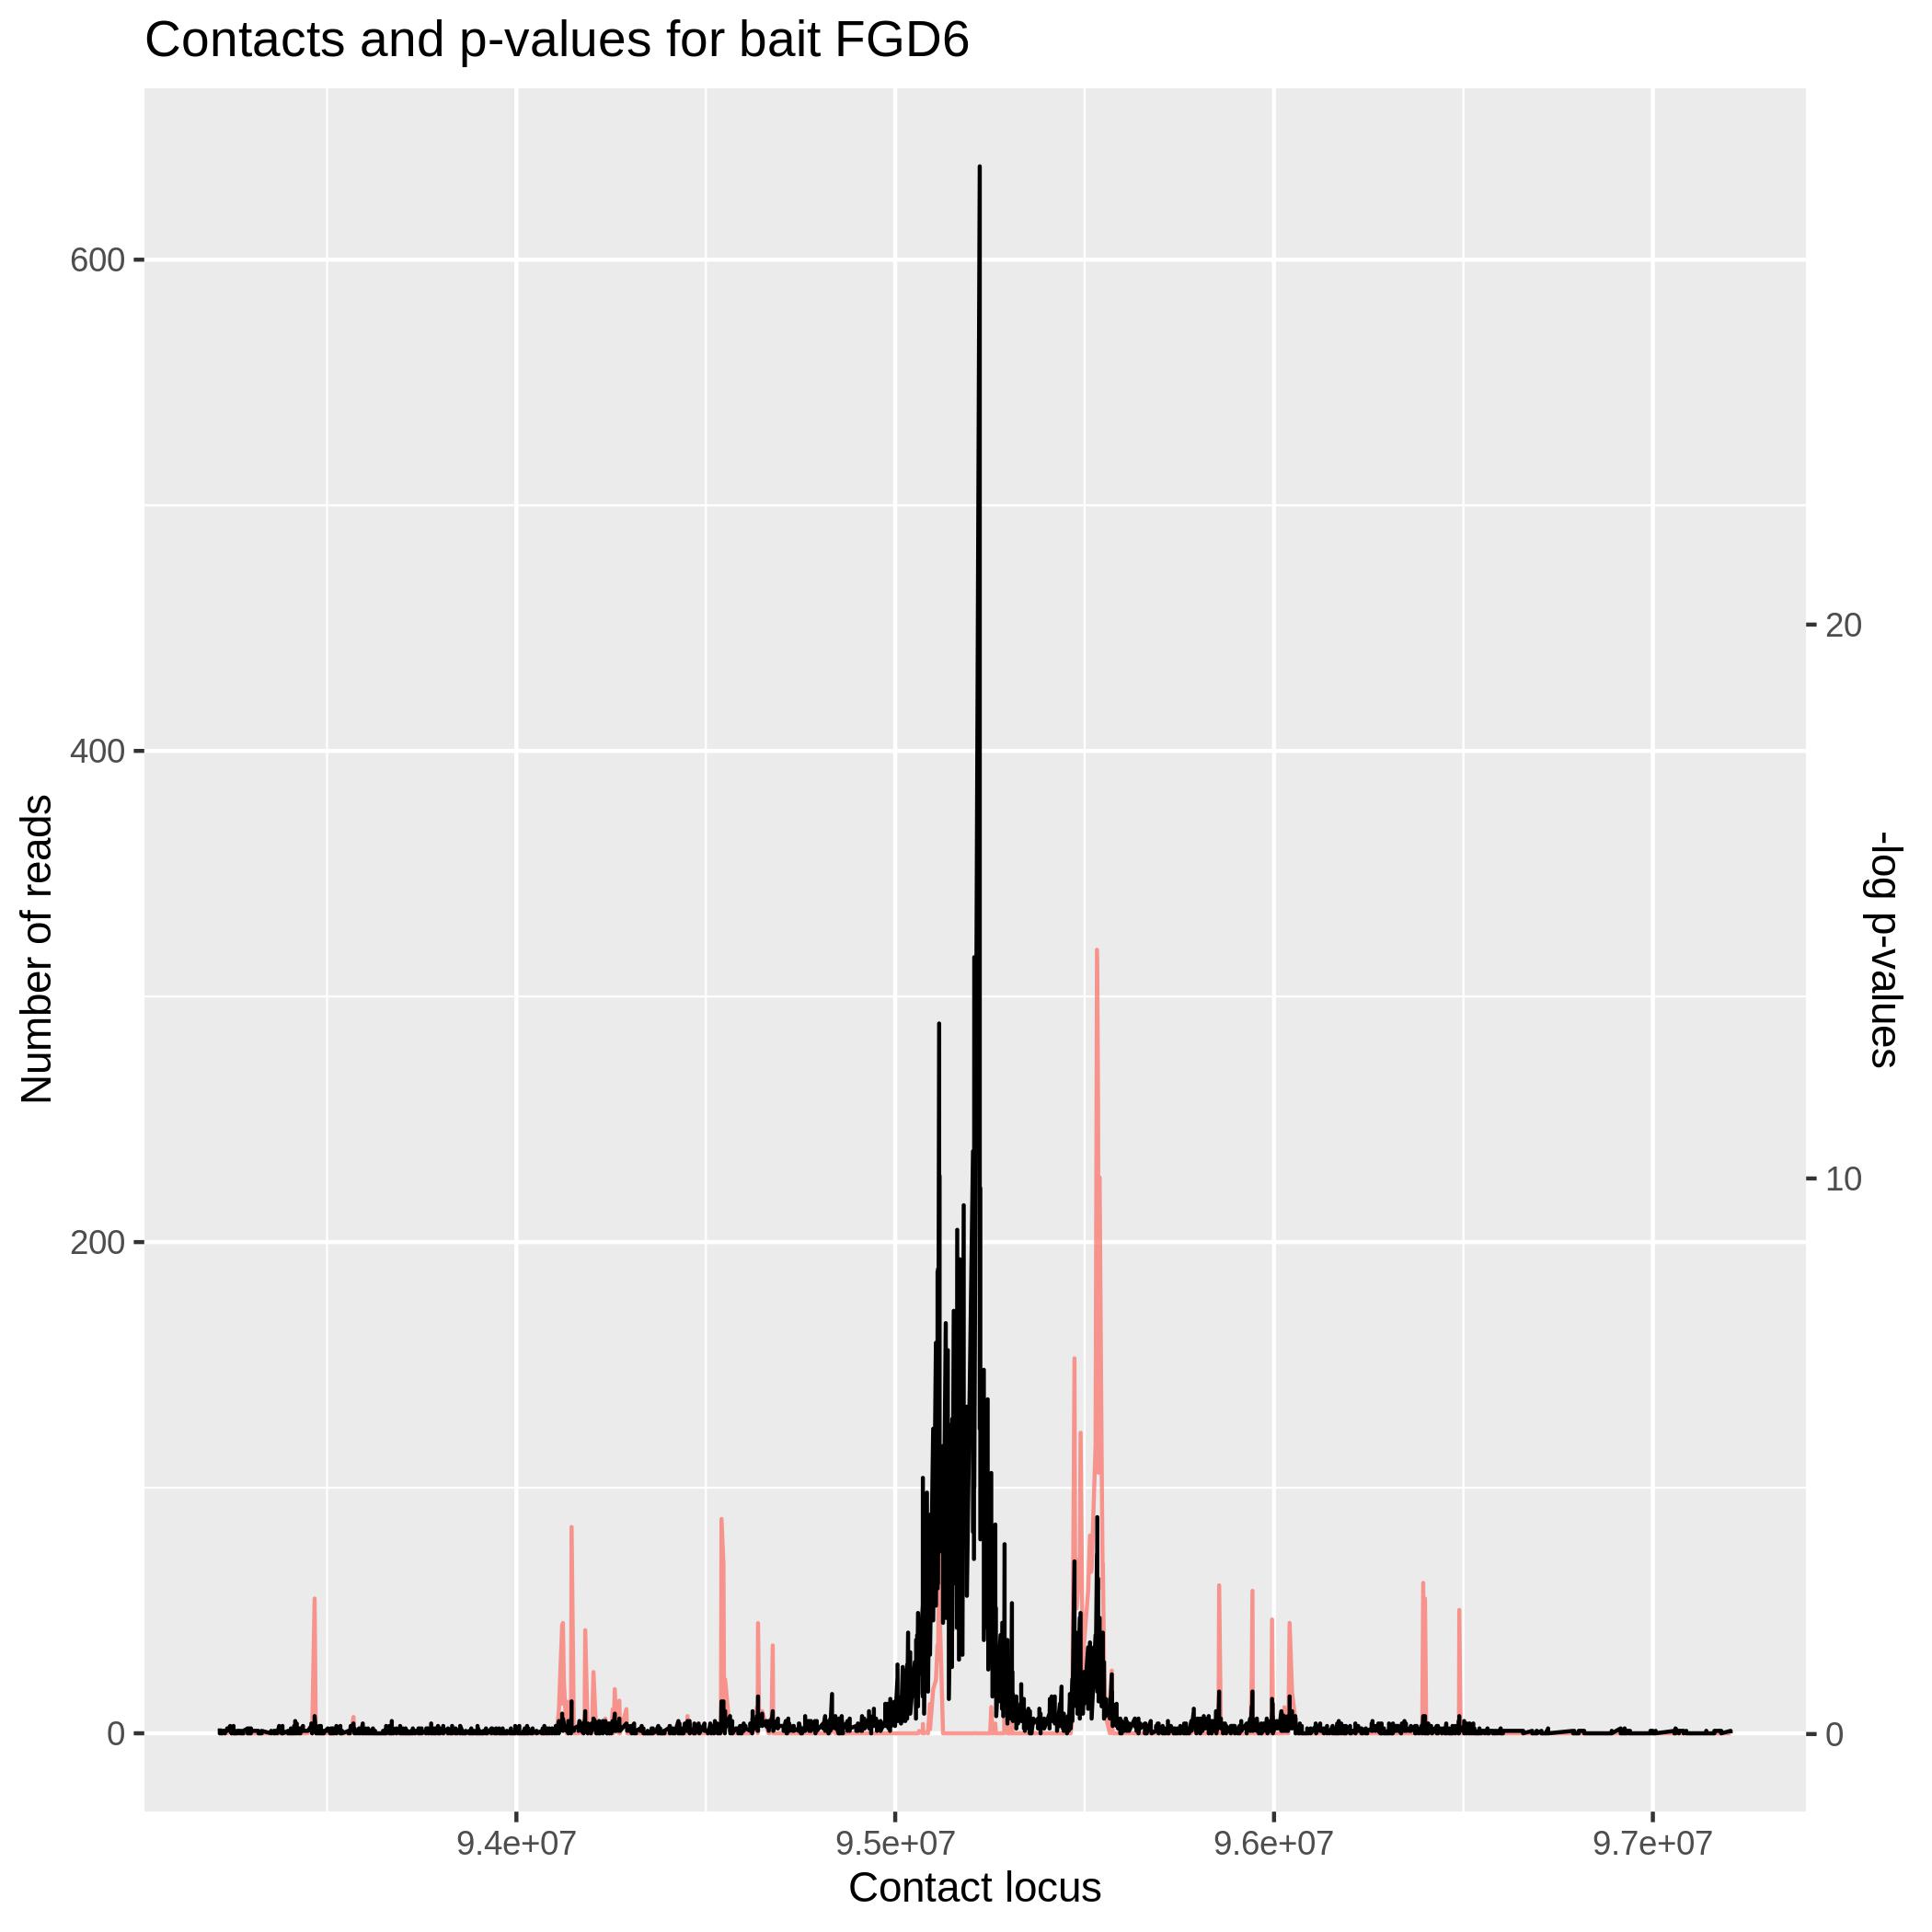 Contacts and p-values for bait FGD6
600
400
200
0
Number of reads
20
10
0
-log p-values
9.4e+07
9.5e+07
9.6e+07
9.7e+07
Contact locus